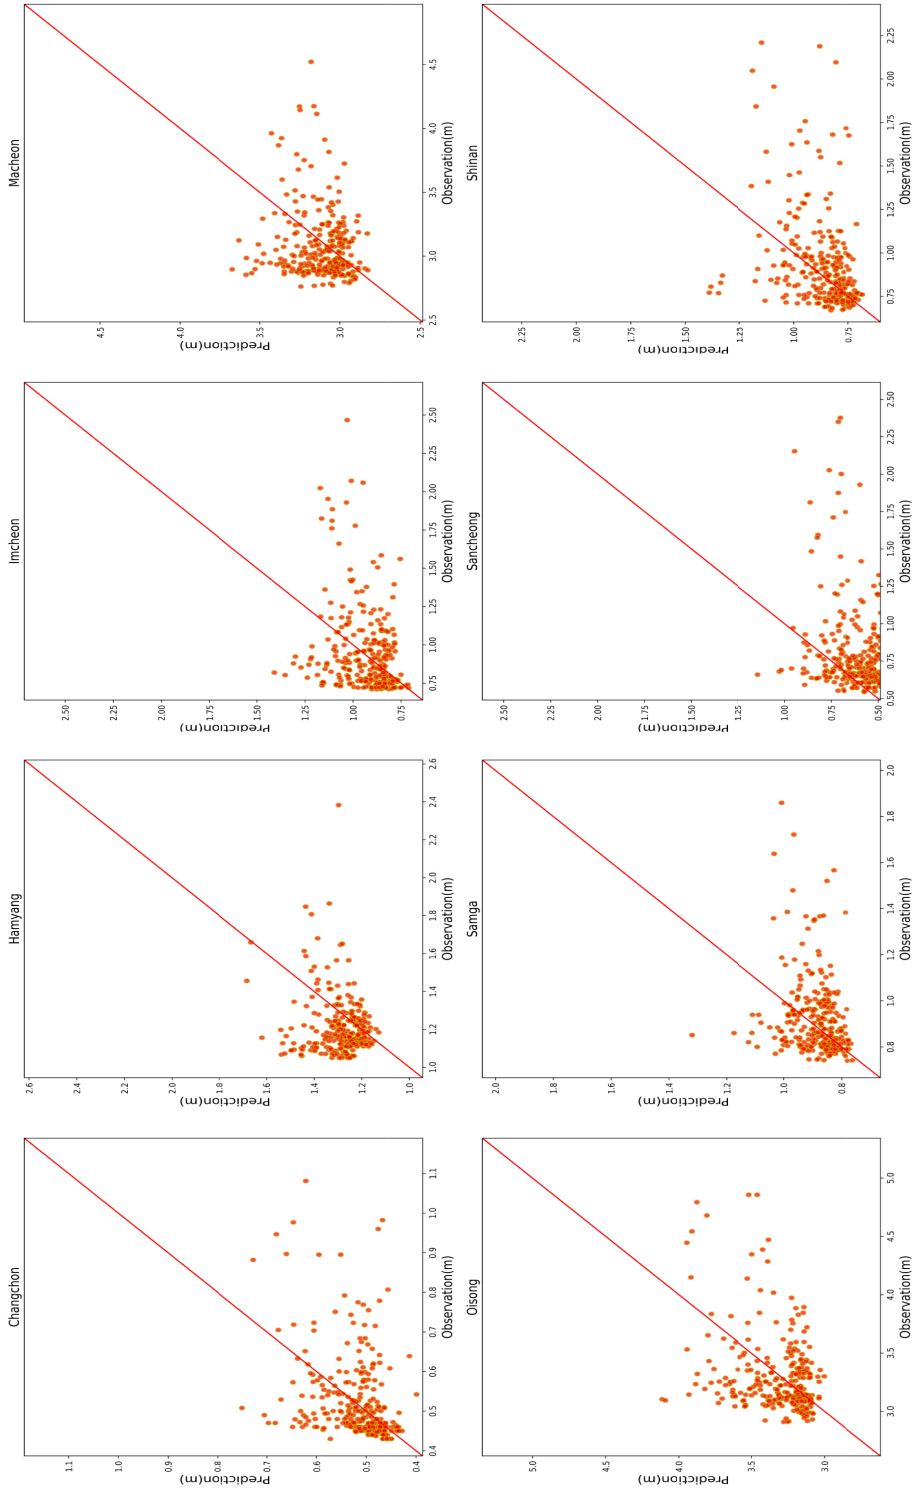 Changchon
1.1
1.0
0.9
0.8
0.7
0.6
0.5
0.4
Prediction(m)
0.4 0.5 0.6 0.7 0.8 0.9 1.0 1.1
Observation(m)
Hamyang
2.6
2.4
2.2
2.0
1.8
1.6
1.4
1.2
1.0
Prediction(m)
1.0 1.2 1.4 1.6 1.8 2.0 2.2 2.4 2.6
Observation(m)
Imcheon
2.50
2.25
2.00
1.75
1.50
1.25
1.00
0.75
Prediction(m)
0.75 1.00 1.25 1.50 1.75 2.00 2.25 2.50
Observation(m)
Macheon
4.5
4.0
3.5
3.0
2.5
Prediction(m)
2.5 3.0 3.5 4.0 4.5
Observation(m)
Oisong
5.0
4.5
4.0
3.5
3.0
Prediction(m)
3.0 3.5 4.0 4.5 5.0
Observation(m)
Samga
2.0
1.8
1.6
1.4
1.2
1.0
0.8
Prediction(m)
0.8 1.0 1.2 1.4 1.6 1.8 2.0
Observation(m)
Sancheong
2.50
2.25
2.00
1.75
1.50
1.25
1.00
0.75
0.50
Prediction(m)
0.50 0.75 1.00 1.25 1.50 1.75 2.00 2.25 2.50
Observation(m)
Shinan
2.25
2.00
1.75
1.50
1.25
1.00
0.75
Prediction(m)
0.75 1.00 1.25 1.50 1.75 2.00 2.25
Observation(m)